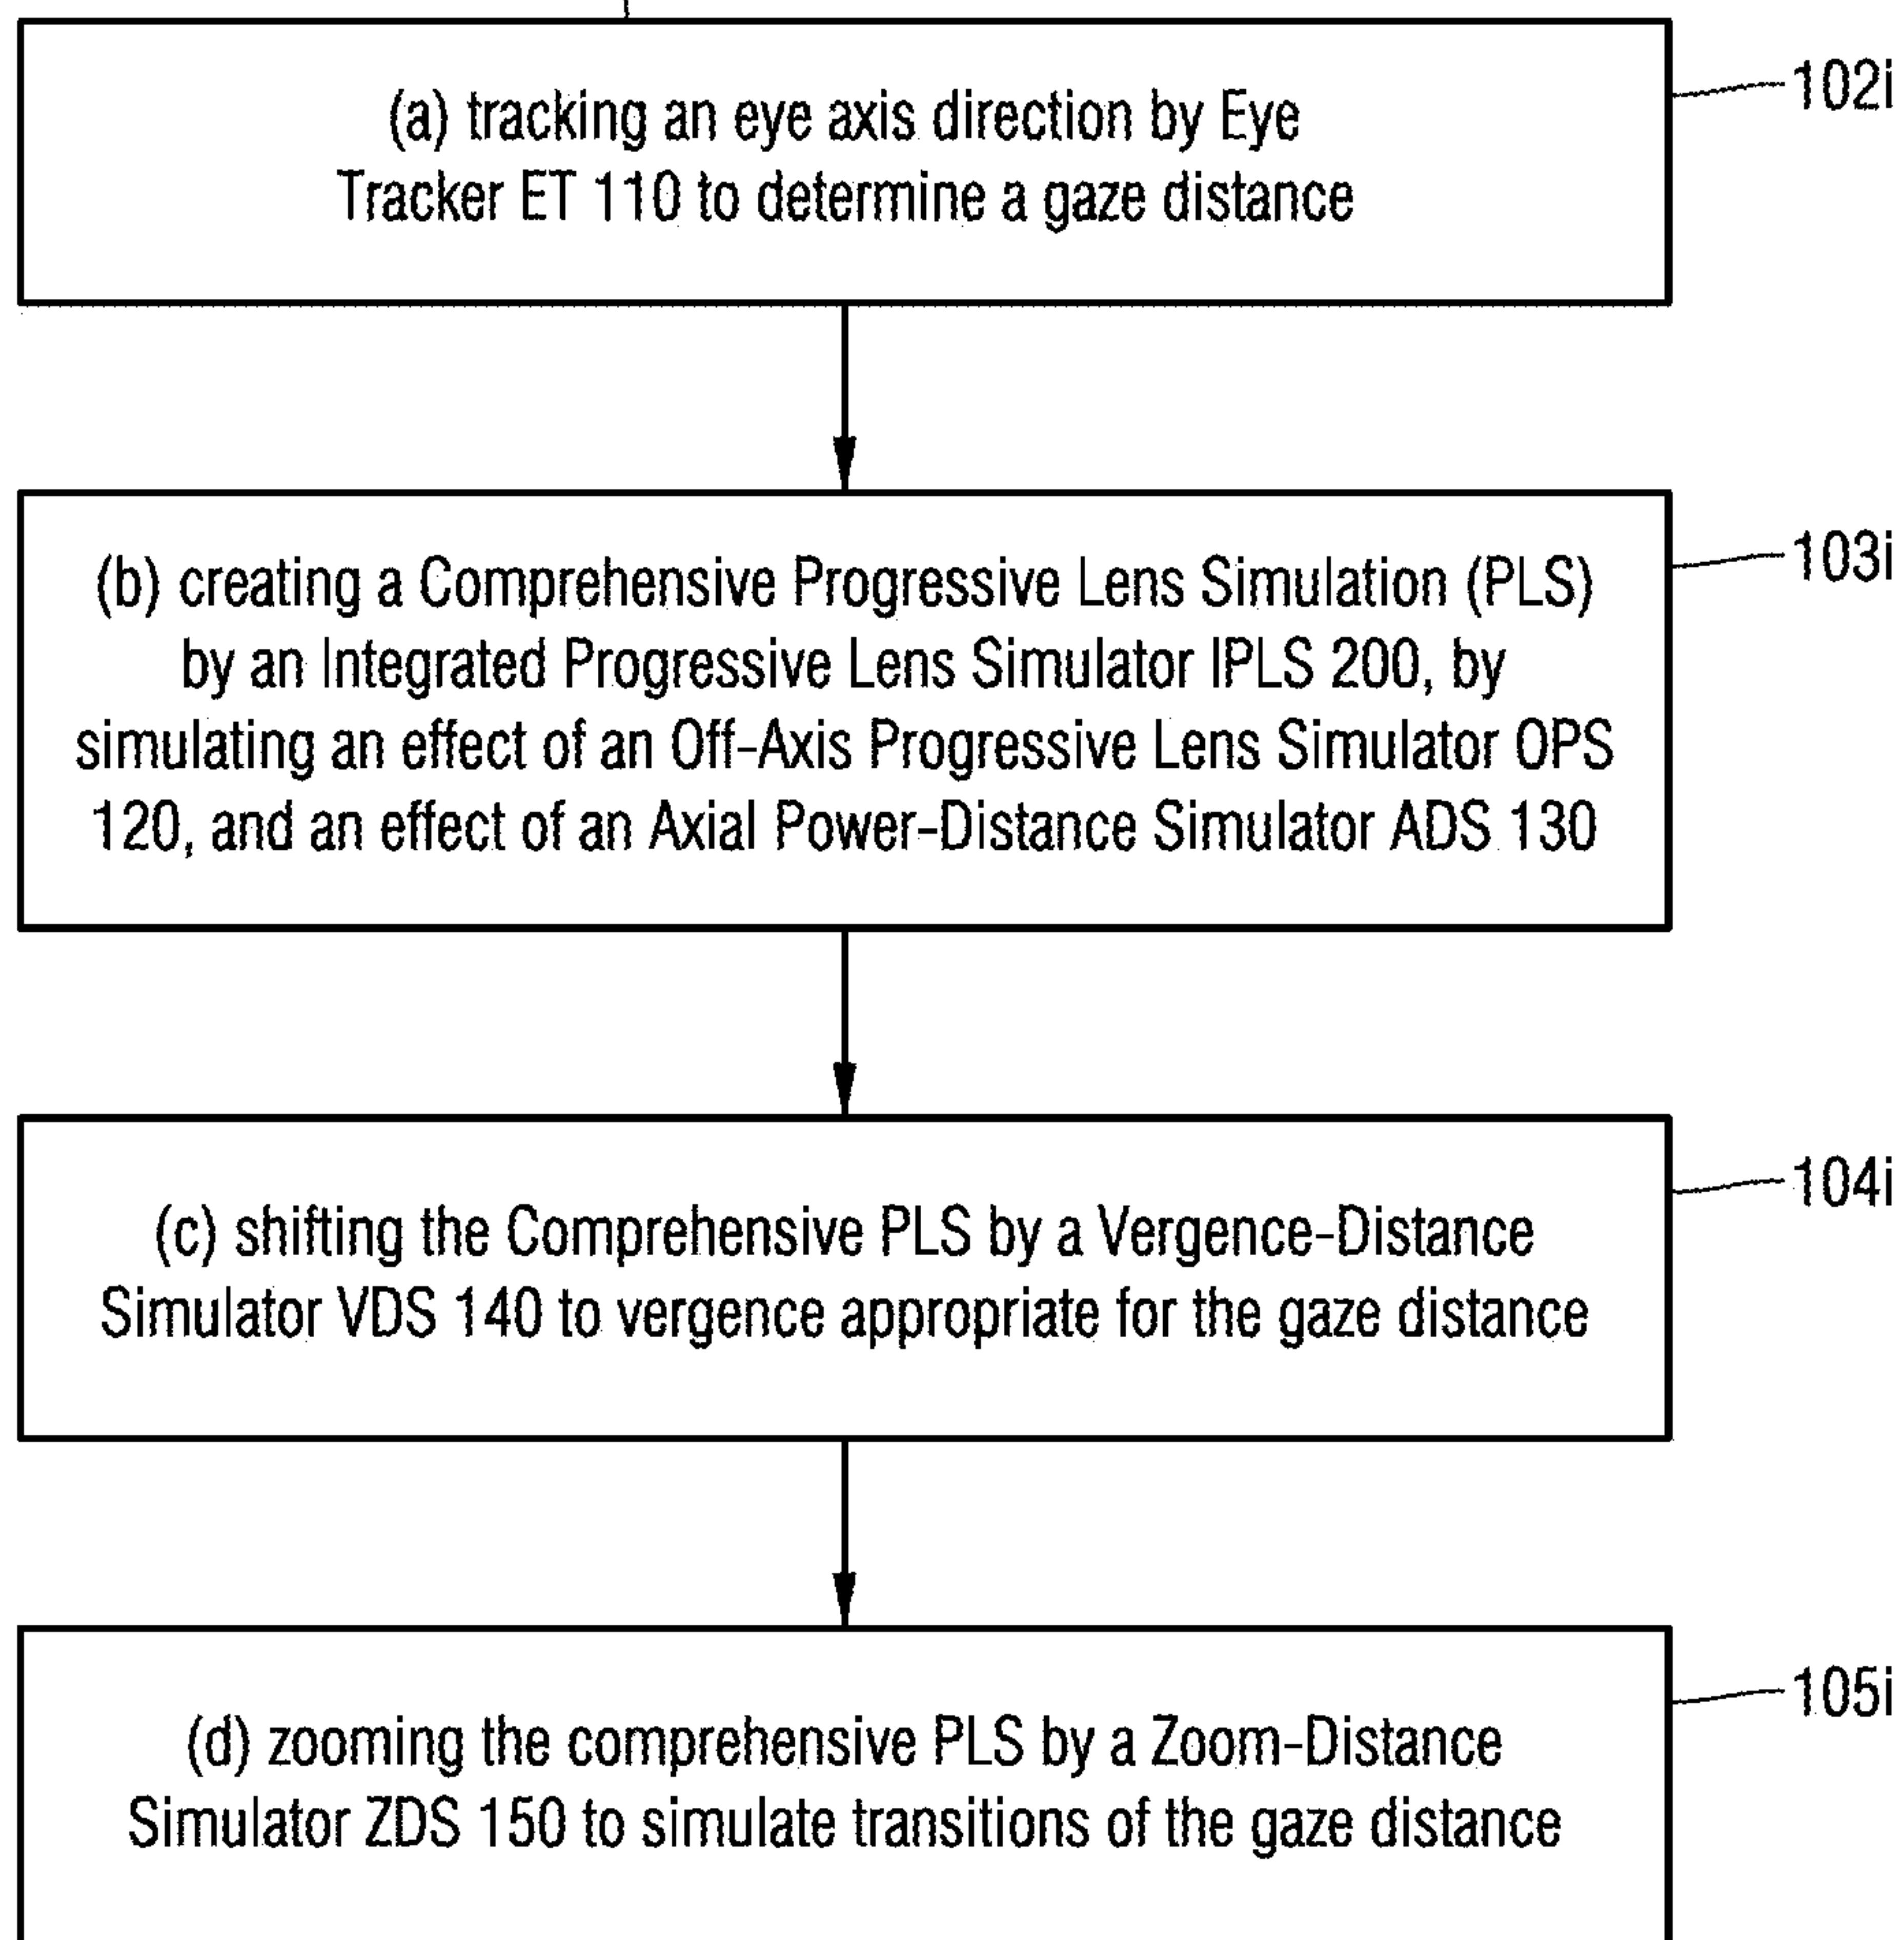 (a) tracking an eye axis direction by Eye
Tracker ET 110 to determine a gaze distance
102i
(b) creating a Comprehensive Progressive Lens Simulation (PLS)
by an Integrated Progressive Lens Simulator IPLS 200, by
simulating an effect of an Off-Axis Progressive Lens Simulator OPS
120, and an effect of an Axial Power-Distance Simulator ADS 130
103i
(c) shifting the Comprehensive PLS by a Vergence-Distance
Simulator VDS 140 to vergence appropriate for the gaze distance
104i
(d) zooming the comprehensive PLS by a Zoom-Distance
Simulator ZDS 150 to simulate transitions of the gaze distance
105i